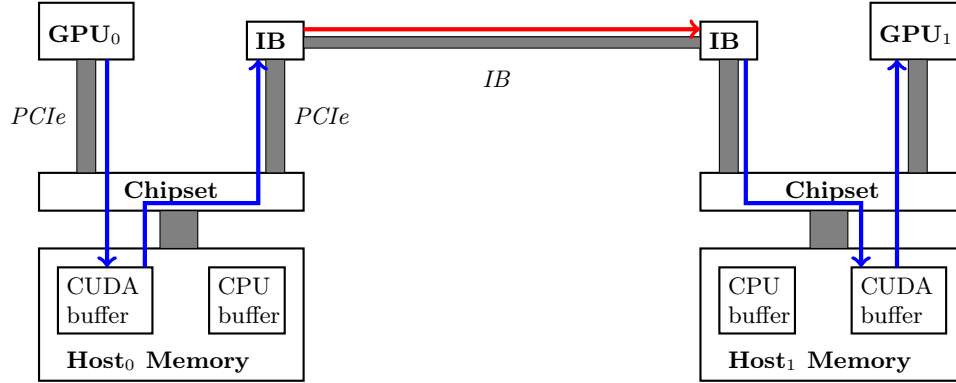 GPU₀
IB
IB
GPU₁
IB
PCIe
PCIe
Chipset
Chipset
CUDA
buffer
CPU
buffer
CPU
buffer
CUDA
buffer
Host₀ Memory
Host₁ Memory